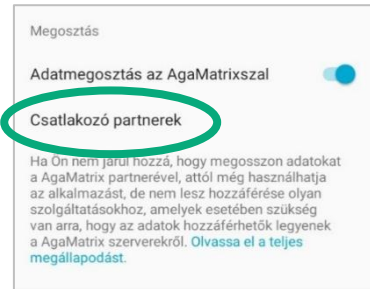 Megosztás
Adatmegosztás az AgaMatrixszal
Csatlakozó partnerek
Ha Ön nem járul hozzá, hogy megosszon adatokat
a AgaMatrix partnerével, attól még használhatja
az alkalmazást, de nem lesz hozzáférése olyan
szolgáltatásokhoz, amelyek esetében szükség
van arra, hogy az adatok hozzáférhetők legyenek
a AgaMatrix szerverekről. Olvassa el a teljes
megállapodást.